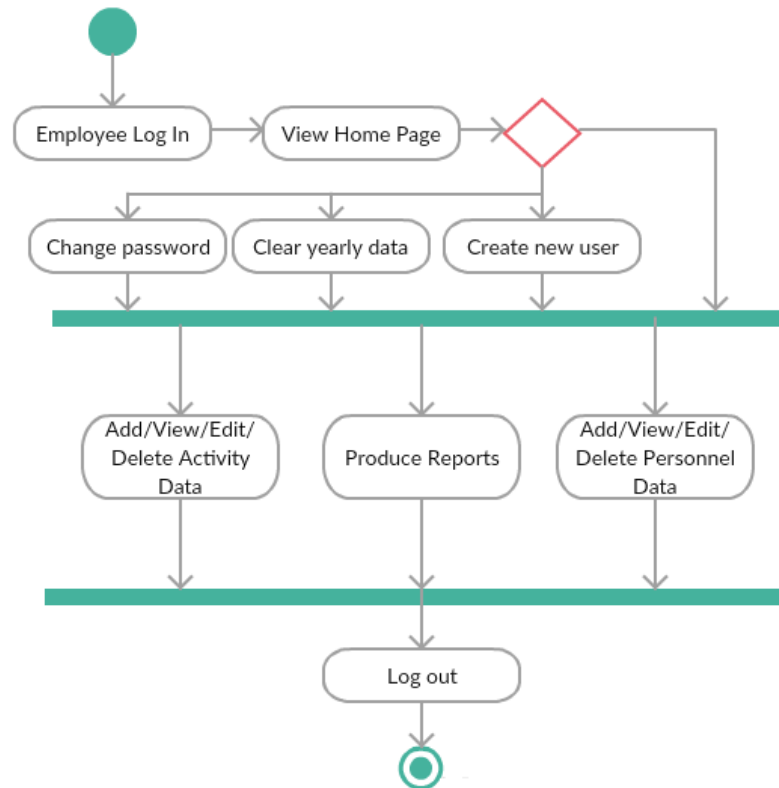 Employee Log In
View Home Page
Change password
Clear yearly data
Create new user
Add/View/Edit/
Delete Activity
Data
Produce Reports
Add/View/Edit/
Delete Personnel
Data
Log out